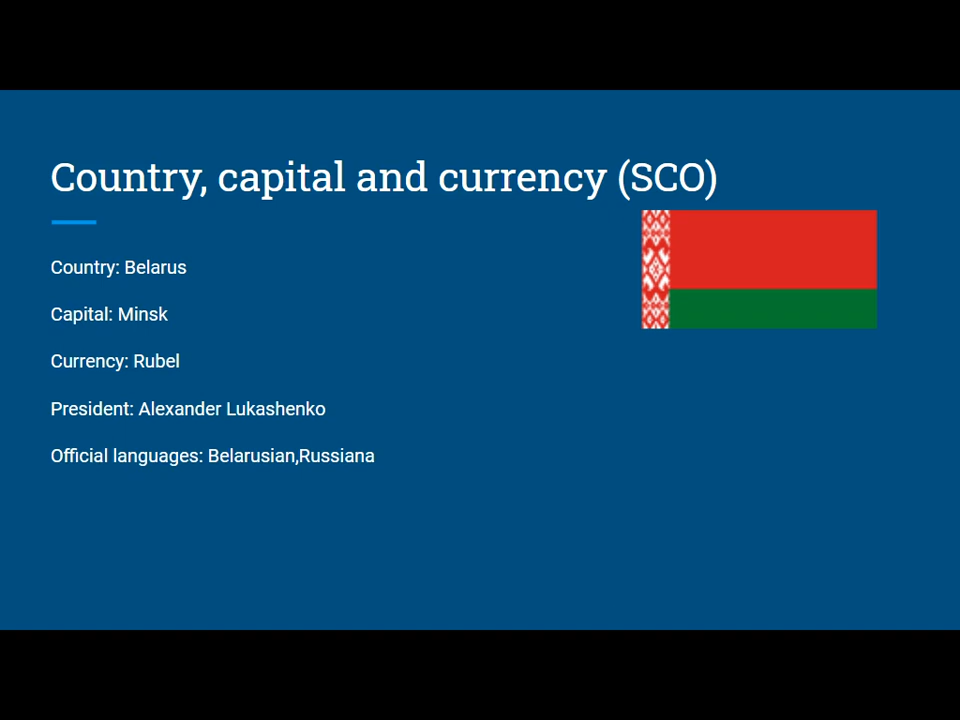 Country, capital and currency (SCO)
Country: Belarus
Capital: Minsk
Currency: Rubel
President: Alexander Lukashenko
Official languages: Belarusian,Russiana